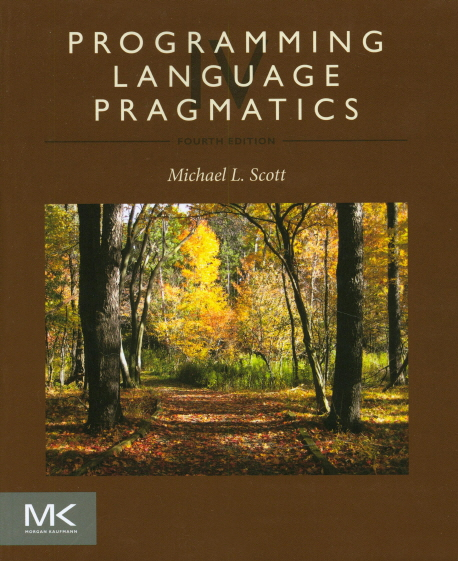 PROGRAMMING
LANGUAGE
PRAGMATICS
IV
FOURTH EDITION
Michael L. Scott
MK
MORGAN KAUFMANN